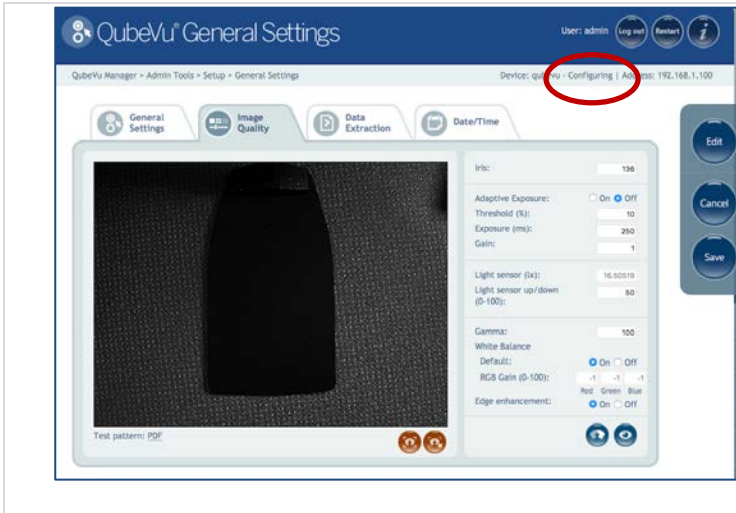 QubeVu® General Settings
User: admin
Log out
Restart
i
QubeVu Manager > Admin Tools > Setup > General Settings
Device: qubevu - Configuring | Address: 192.168.1.100
General Settings
Image Quality
Data Extraction
Date/Time
Edit
Cancel
Save
Iris: 136
Adaptive Exposure: On Off
Threshold (%): 10
Exposure (ms): 250
Gain: 1
Light sensor (lx): 16.50519
Light sensor up/down
(0-100): 50
Gamma: 100
White Balance
Default: On Off
RGB Gain (0-100): -1 -1 -1
Red Green Blue
Edge enhancement: On Off
Test pattern: PDF